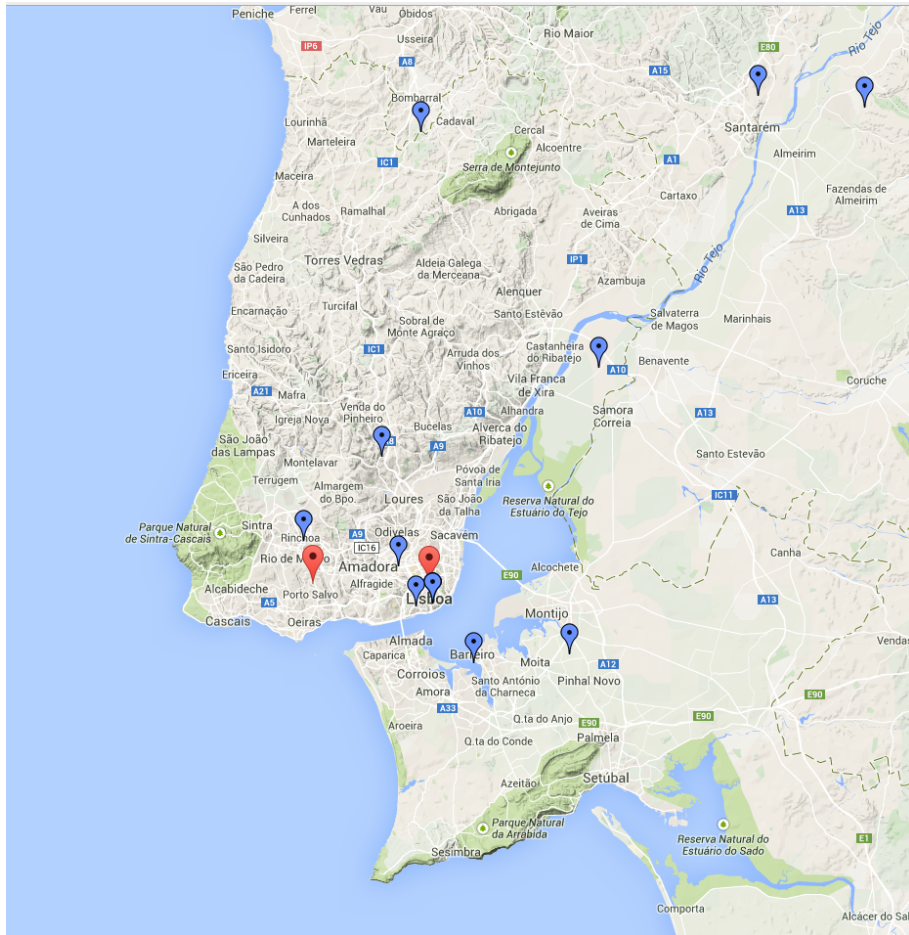 Peniche
Ferrel
Vau
Óbidos
Usseira
Rio Maior
Rio Tejo
IP6
A8
E80
A15
Bombarral
Cadaval
Lourinhã
Marteleira
Cercal
Alcoentre
Santarém
IC1
Serra de Montejunto
A1
Almeirim
Maceira
Cartaxo
Fazendas de
Almeirim
A dos
Cunhados
Ramalhal
Abrigada
Aveiras
de Cima
A13
Silveira
Torres Vedras
Aldeia Galega
da Merceana
IP1
Rio Tejo
São Pedro
da Cadeira
Azambuja
Alenquer
Encarnação
Turcifal
Santo Estêvão
Salvaterra
de Magos
Marinhais
Sobral de
Monte Agraço
Santo Isidoro
IC1
Arruda dos
Vinhos
Castanheira
do Ribatejo
Benavente
A10
Ericeira
Vila Franca
de Xira
Coruche
A21
Mafra
Venda do
Pinheiro
A10
Alhandra
Samora
Correia
A13
Igreja Nova
Bucelas
Alverca do
Ribatejo
São João
das Lampas
A8
A9
Montelavar
Santo Estevão
Póvoa de
Santa Iria
Terrugem
Almargem
do Bpo.
Loures
São João
da Talha
Reserva Natural do
Estuário do Tejo
IC11
Parque Natural
de Sintra-Cascais
Sintra
Rinchoa
A9
Odivelas
Sacavém
IC16
Rio de M
Amadora
Canha
Alcochete
E90
Alcabideche
Porto Salvo
Alfragide
A5
Lisboa
A13
Cascais
Oeiras
Montijo
Almada
Vendas
Caparica
Barreiro
Moita
A12
Corroios
Santo António
da Charneca
Pinhal Novo
Amora
A33
Aroeira
Q.ta do Anjo
E90
E90
Q.ta do Conde
Palmela
Azeitão
Setúbal
Parque Natural
da Arrábida
Reserva Natural do
Estuário do Sado
E1
Sesimbra
Comporta
Alcácer do Sal